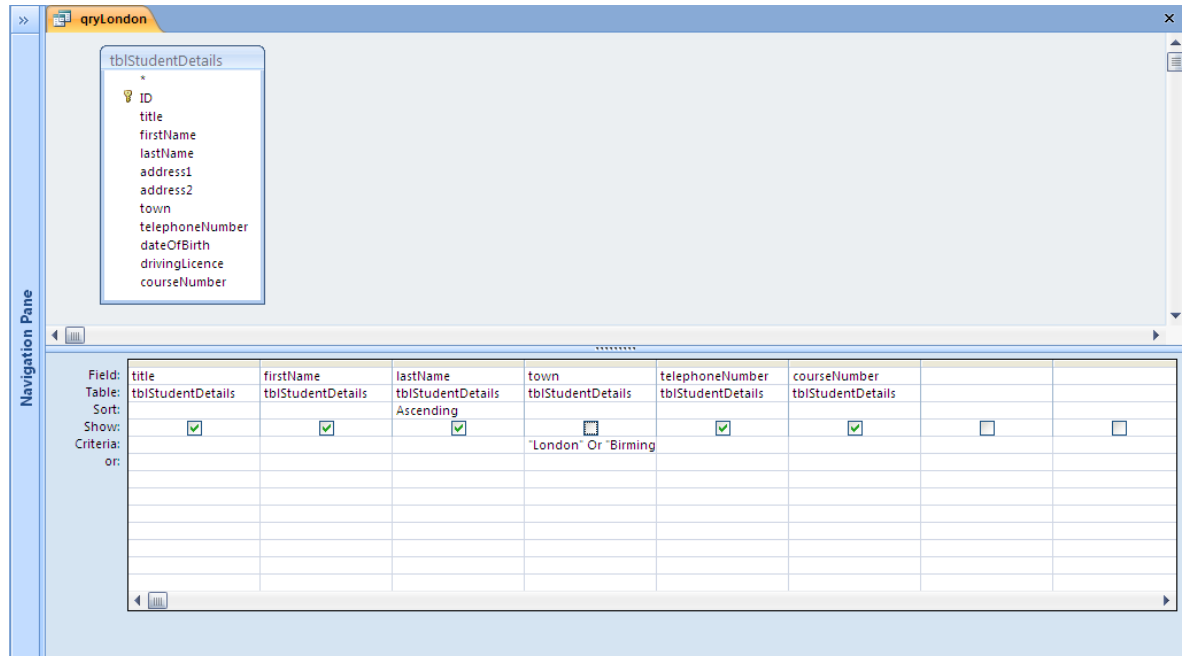 »
qryLondon
×
tblStudentDetails
*
ID
title
firstName
lastName
address1
address2
town
telephoneNumber
dateOfBirth
drivingLicence
courseNumber
Navigation Pane
Field: title firstName lastName town telephoneNumber courseNumber
Table: tblStudentDetails tblStudentDetails tblStudentDetails tblStudentDetails tblStudentDetails tblStudentDetails
Sort: Ascending
Show:
Criteria: "London" Or "Birming
or: